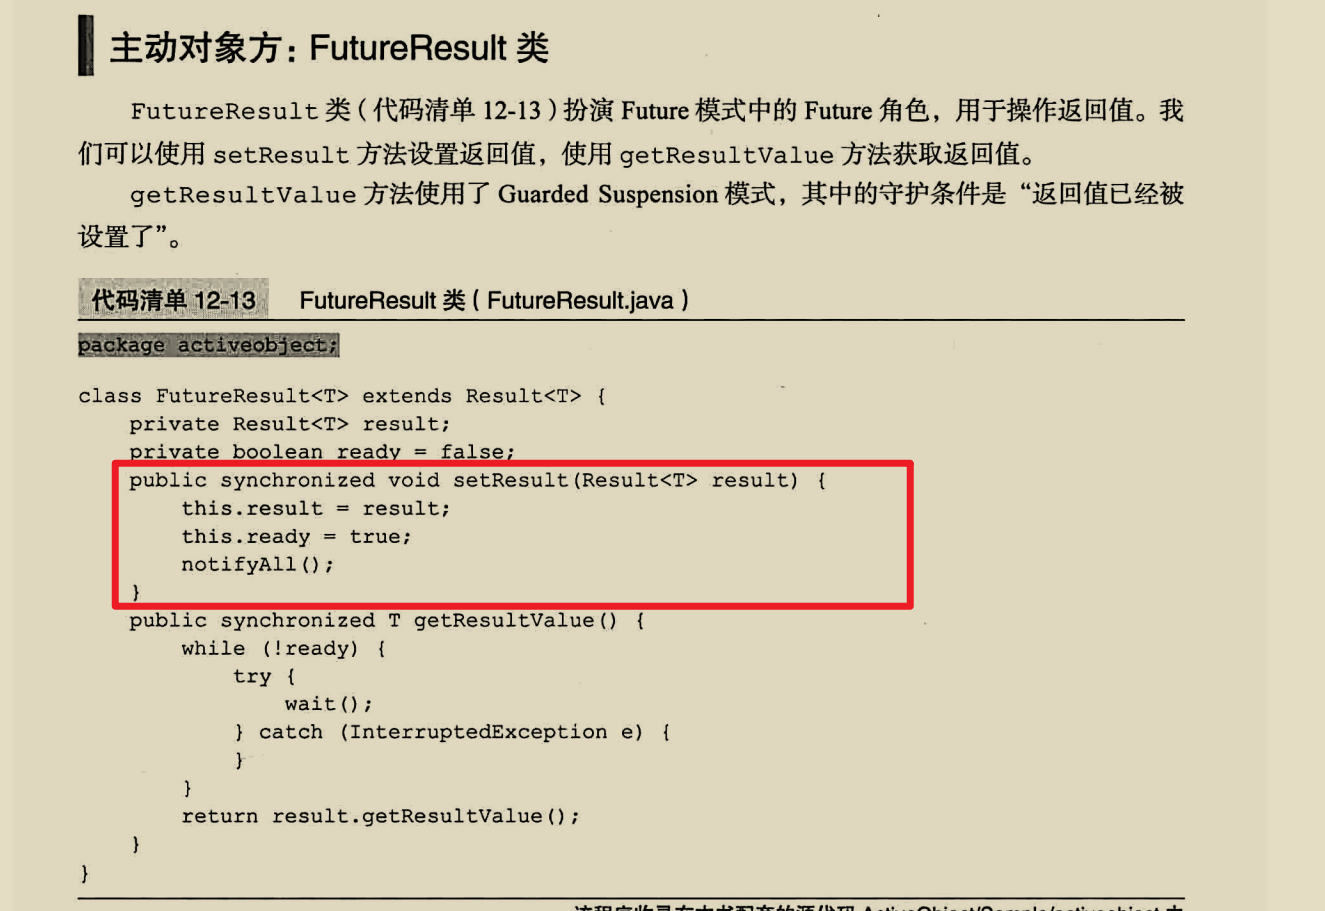 主动对象方：FutureResult 类
FutureResult 类（代码清单 12-13）扮演 Future 模式中的 Future 角色，用于操作返回值。我
们可以使用 setResult 方法设置返回值，使用 getResultValue 方法获取返回值。
getResultValue 方法使用了 Guarded Suspension 模式，其中的守护条件是“返回值已经被
设置了”。
代码清单 12-13 FutureResult 类（FutureResult.java）
package activeobject;
class FutureResult<T> extends Result<T> {
    private Result<T> result;
    private boolean ready = false;
    public synchronized void setResult(Result<T> result) {
        this.result = result;
        this.ready = true;
        notifyAll();
    }
    public synchronized T getResultValue() {
        while (!ready) {
            try {
                wait();
            } catch (InterruptedException e) {
            }
        }
        return result.getResultValue();
    }
}